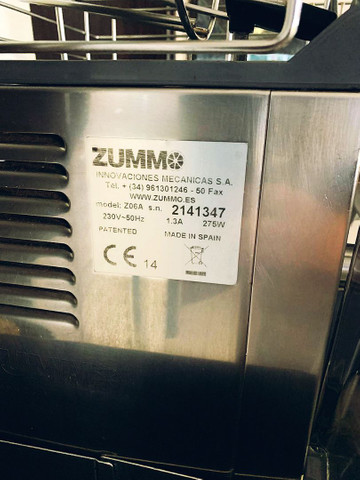 ZUMMO
INNOVACIONES MECANICAS S.A.
Tél. + (34) 961301246 - 50 Fax
WWW.ZUMMO.ES
model: Z06A s.n. 2141347
230V~50Hz 1.3A 275W
PATENTED MADE IN SPAIN
CE 14